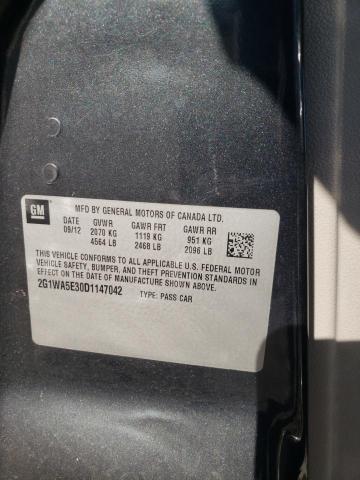 GM
MFD BY GENERAL MOTORS OF CANADA LTD.
DATE GVWR GAWR FRT GAWR RR
09/12 2070 KG 1119 KG 951 KG
4564 LB 2468 LB 2096 LB
THIS VEHICLE CONFORMS TO ALL APPLICABLE U.S. FEDERAL MOTOR
VEHICLE SAFETY, BUMPER, AND THEFT PREVENTION STANDARDS IN
EFFECT ON THE DATE OF MANUFACTURE SHOWN ABOVE.
2G1WA5E30D1147042 TYPE: PASS CAR